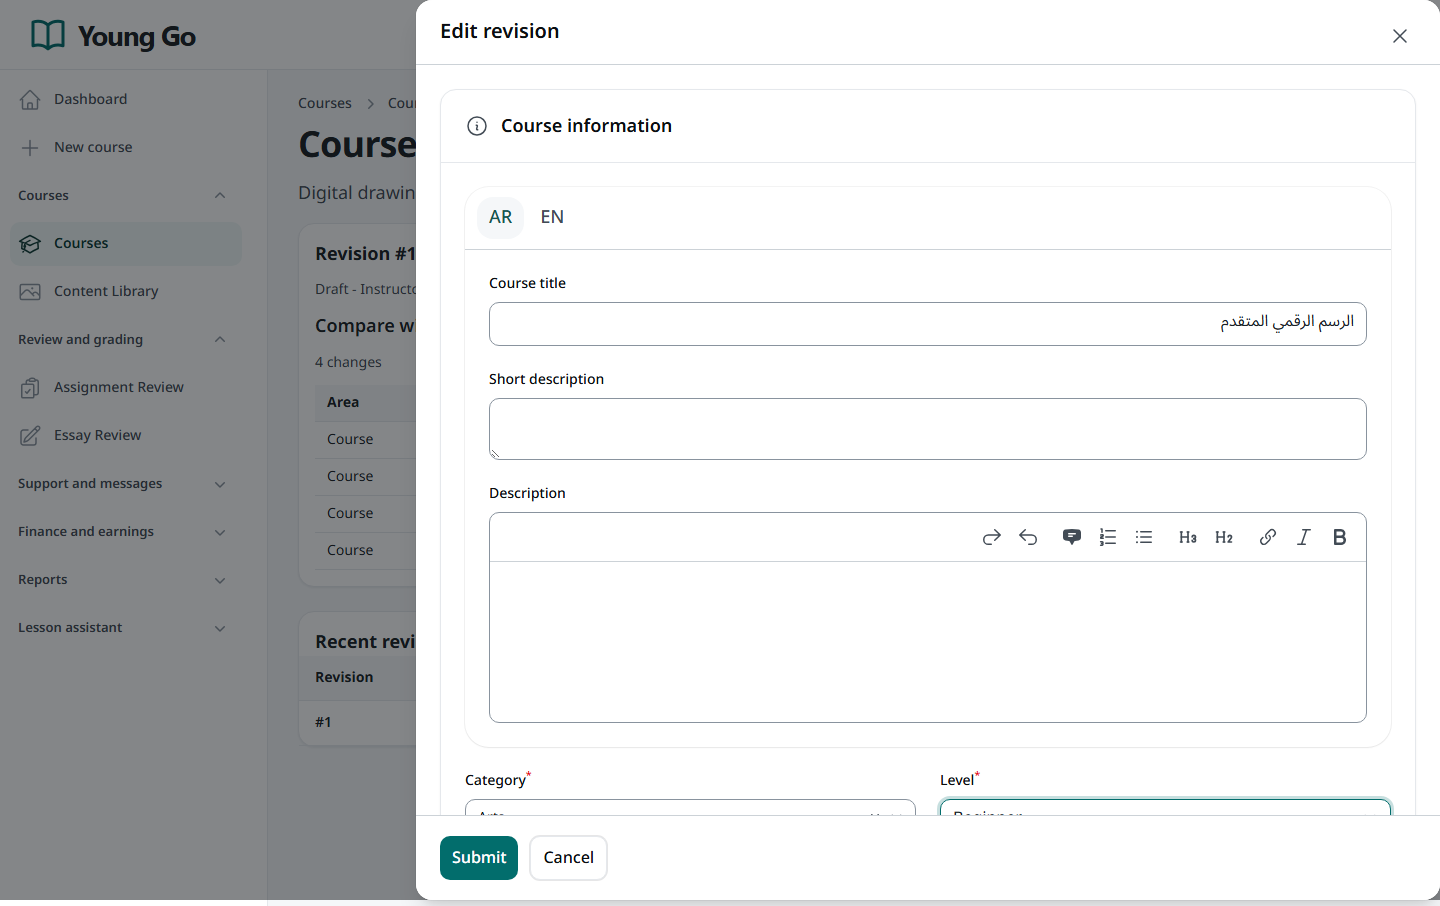 Young Go
Dashboard
New course
Courses
Courses
Content Library
Review and grading
Assignment Review
Essay Review
Support and messages
Finance and earnings
Reports
Lesson assistant
Courses
Course
Digital
Revision #1
Draft -
Compare
4 changes
Area
Course
Course
Course
Course
Recent
Revision
#1
Edit revision
Course information
AR EN
Course title
الرسم الرقمي المتقدم
Short description
Description
H3 H2 I B
Category*
Arts
Level*
Beginner
Submit Cancel